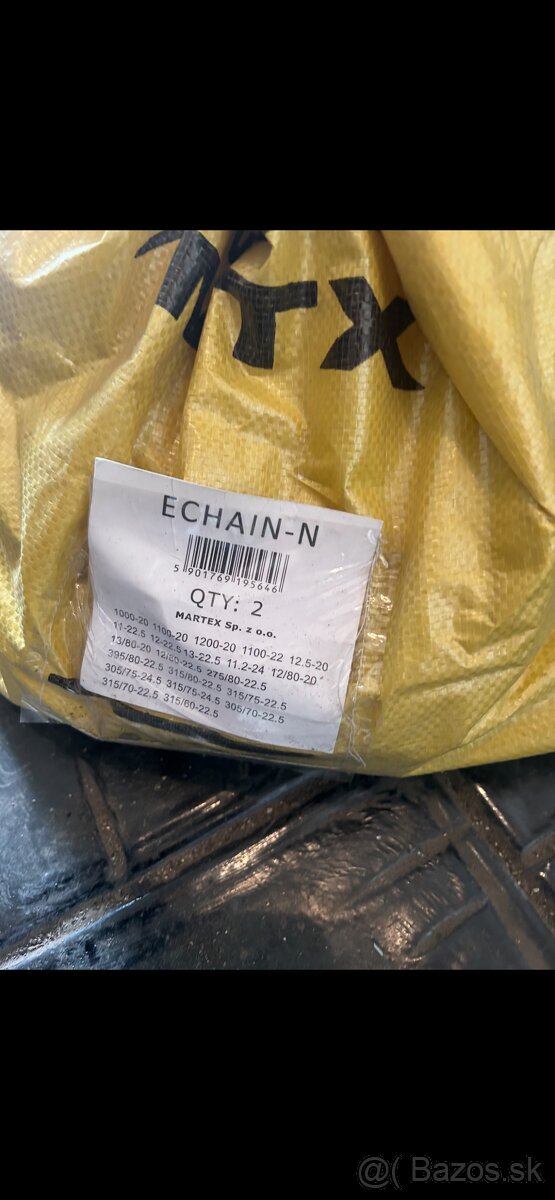 TX
ECHAIN-N
5 901769 195646
QTY: 2
MARTEX Sp. z o.o.
1000-20 1100-20 1200-20 1100-22 12.5-20
11-22.5 12-22.5 13-22.5 11.2-24 12/80-20
13/80-20 12/80-22.5 275/80-22.5
395/80-22.5 315/80-22.5 315/75-22.5
305/75-24.5 315/75-24.5 305/70-22.5
315/70-22.5 315/60-22.5
@( Bazos.sk